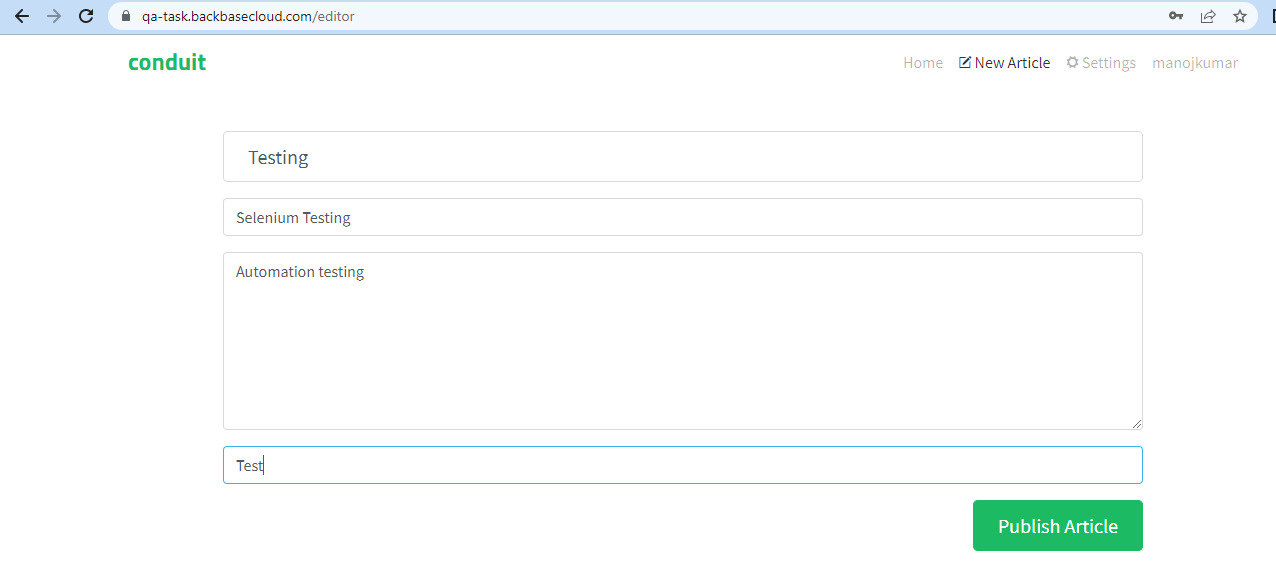 qa-task.backbasecloud.com/editor
conduit
Home New Article Settings manojkumar
Testing
Selenium Testing
Automation testing
Test
Publish Article